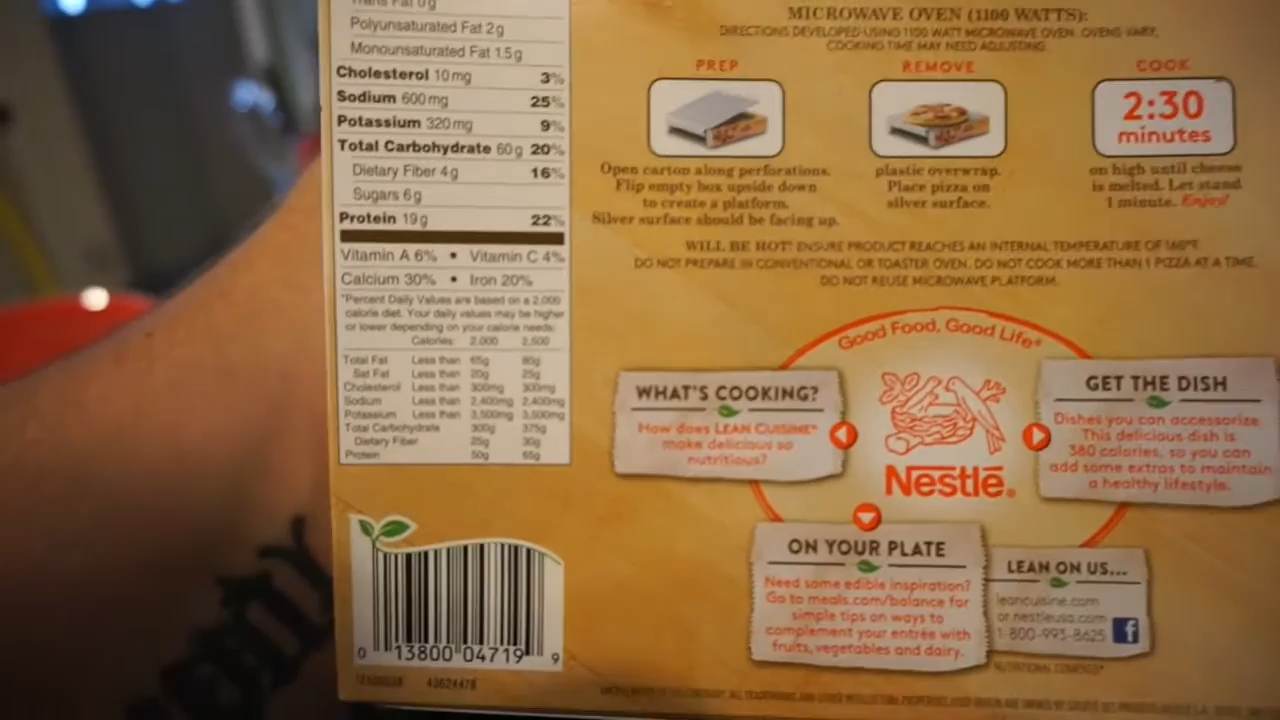 Trans Fat 0g
Polyunsaturated Fat 2g
Monounsaturated Fat 1.5g
Cholesterol 10mg 3%
Sodium 600mg 25%
Potassium 320mg 9%
Total Carbohydrate 60g 20%
Dietary Fiber 4g 16%
Sugars 6g
Protein 19g 22%
Vitamin A 6% • Vitamin C 4%
Calcium 30% • Iron 20%
*Percent Daily Values are based on a 2,000
calorie diet. Your daily values may be higher
or lower depending on your calorie needs:
Calories: 2,000 2,500
Total Fat Less than 65g 80g
Sat Fat Less than 20g 25g
Cholesterol Less than 300mg 300mg
Sodium Less than 2,400mg 2,400mg
Potassium Less than 3,500mg 3,500mg
Total Carbohydrate 300g 375g
Dietary Fiber 25g 30g
Protein 50g 65g
0 13800 04719 9
43624478
MICROWAVE OVEN (1100 WATTS):
DIRECTIONS DEVELOPED USING 1100 WATT MICROWAVE OVEN. OVENS VARY,
COOKING TIME MAY NEED ADJUSTING.
PREP
Open carton along perforations.
Flip empty box upside down
to create a platform.
Silver surface should be facing up.
REMOVE
plastic overwrap.
Place pizza on
silver surface.
COOK
2:30
minutes
on high until cheese
is melted. Let stand
1 minute. Enjoy!
WILL BE HOT! ENSURE PRODUCT REACHES AN INTERNAL TEMPERATURE OF 160°F.
DO NOT PREPARE IN CONVENTIONAL OR TOASTER OVEN. DO NOT COOK MORE THAN 1 PIZZA AT A TIME.
DO NOT REUSE MICROWAVE PLATFORM.
Good Food, Good Life®
WHAT'S COOKING?
How does LEAN CUISINE®
make delicious so
nutritious?
Nestlé®
GET THE DISH
Dishes you can accessorize.
This delicious dish is
380 calories, so you can
add some extras to maintain
a healthy lifestyle.
ON YOUR PLATE
Need some edible inspiration?
Go to meals.com/balance for
simple tips on ways to
complement your entrée with
fruits, vegetables and dairy.
LEAN ON US...
leancuisine.com
or nestleusa.com
1-800-993-8625
f
NUTRITIONAL COMPASS®